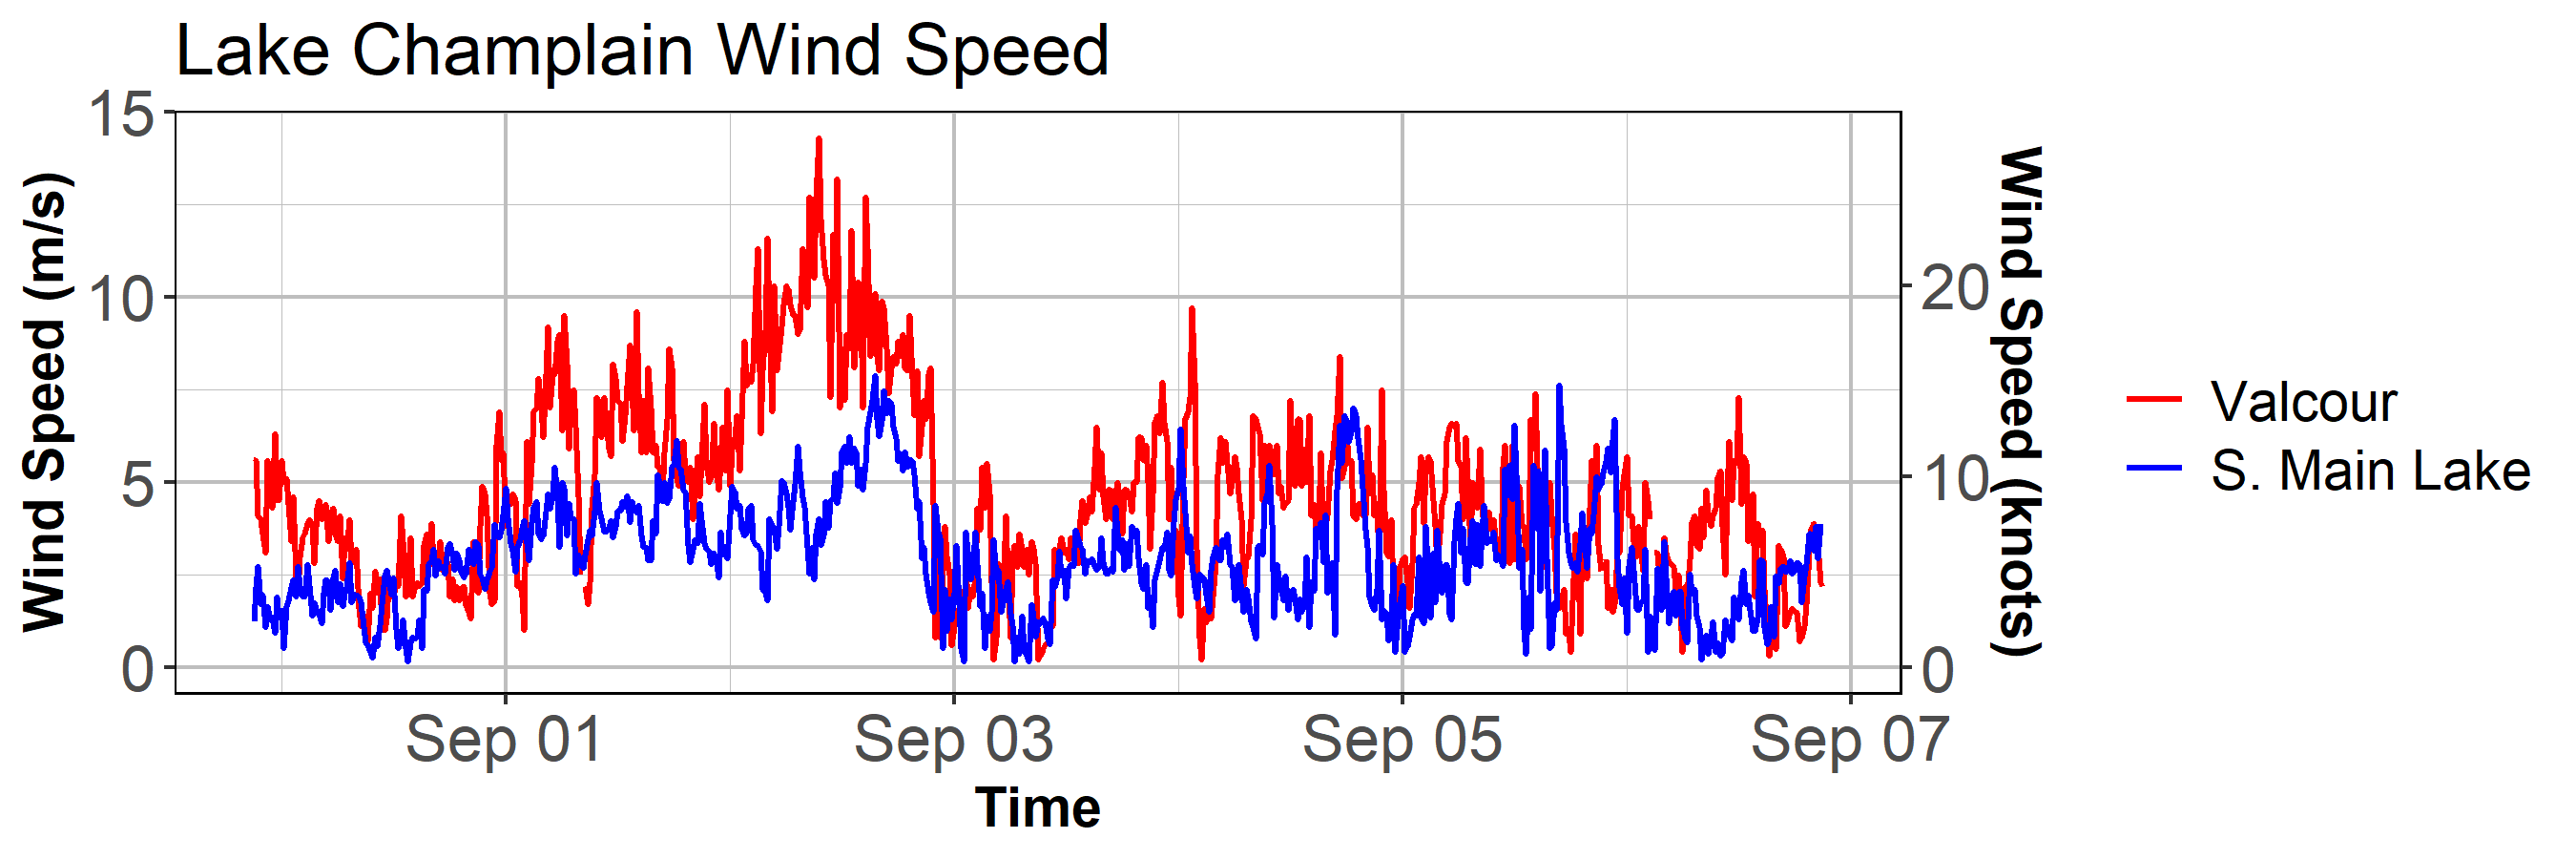 Lake Champlain Wind Speed
15
10
5
0
Wind Speed (m/s)
20
10
0
Wind Speed (knots)
Sep 01
Sep 03
Sep 05
Sep 07
Time
Valcour
S. Main Lake